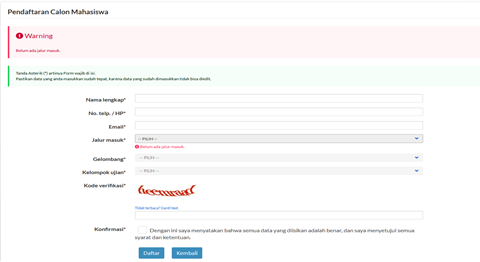 Pendaftaran Calon Mahasiswa
Warning
Belum ada jalur masuk.
Tanda Asterik (*) artinya Form wajib di isi.
Pastikan data yang anda masukkan sudah tepat, karena data yang sudah dimasukkan tidak bisa diedit.
Nama lengkap*
No. telp. / HP*
Email*
Jalur masuk* -- PILIH --
Belum ada jalur masuk.
Gelombang* -- PILIH --
Kelompok ujian* -- PILIH --
Kode verifikasi*
Tidak terbaca? Ganti text
Konfirmasi* Dengan ini saya menyatakan bahwa semua data yang diisikan adalah benar, dan saya menyetujui semua
syarat dan ketentuan.
Daftar Kembali